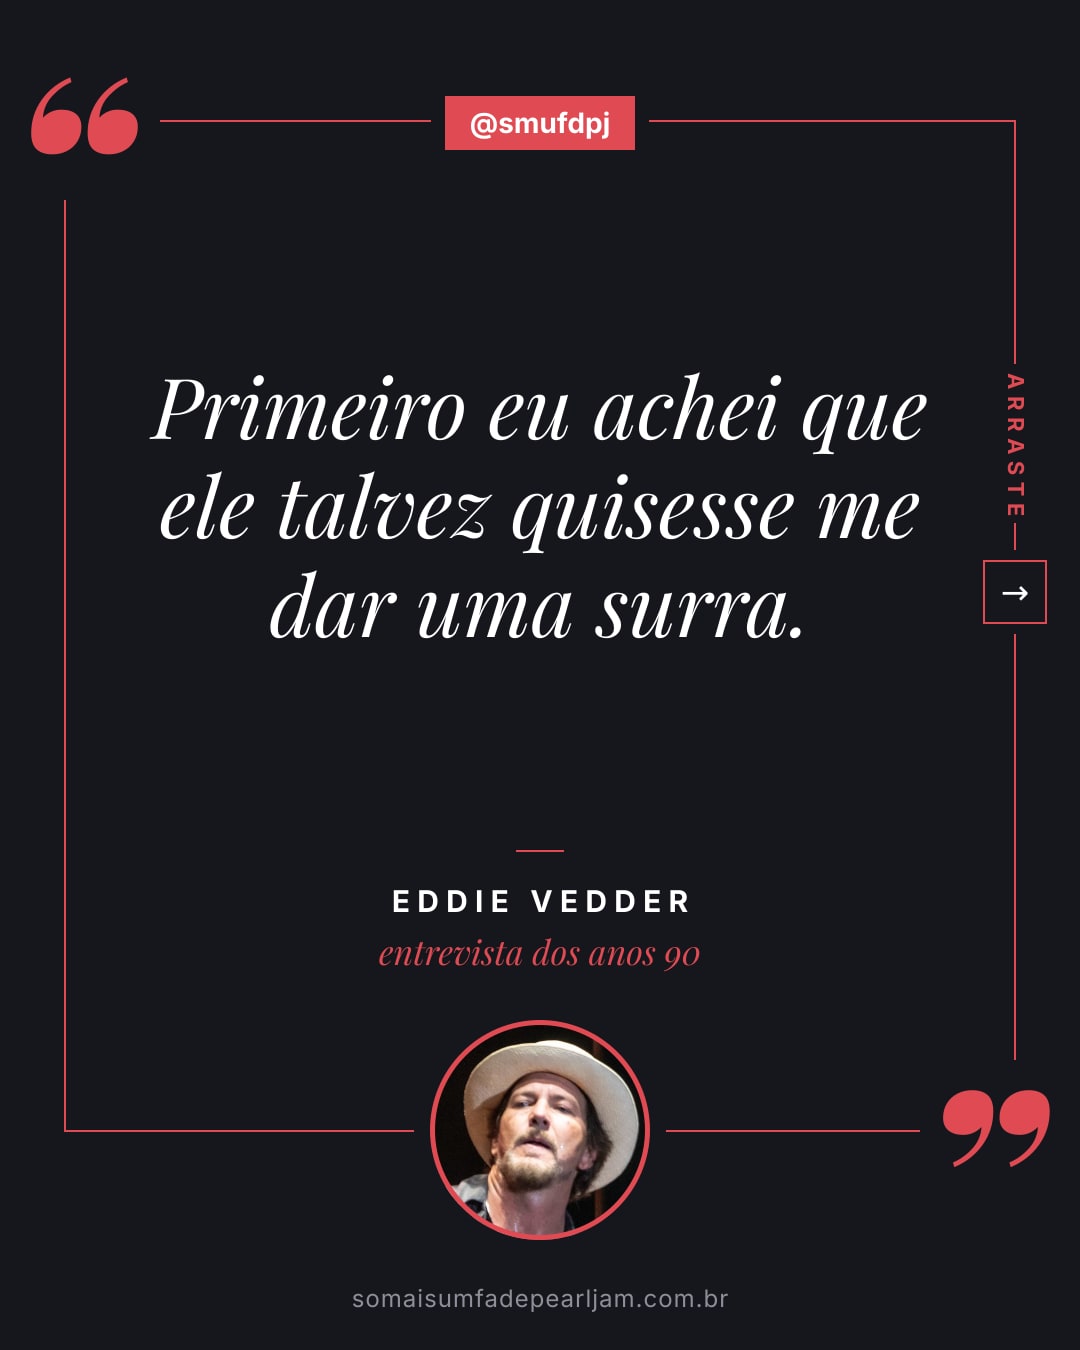 @smufdpj
Primeiro eu achei que
ele talvez quisesse me
dar uma surra.
ARRASTE
→
EDDIE VEDDER
entrevista dos anos 90
somaisumfadepearljam.com.br